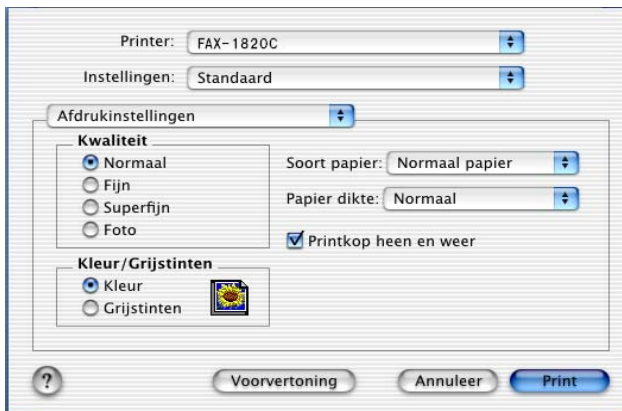 Printer: FAX-1820C
Instellingen: Standaard
Afdrukinstellingen
Kwaliteit
Normaal
Fijn
Superfijn
Foto
Soort papier: Normaal papier
Papier dikte: Normaal
Printkop heen en weer
Kleur/Grijstinten
Kleur
Grijstinten
? Voorvertoning Annuleer Print